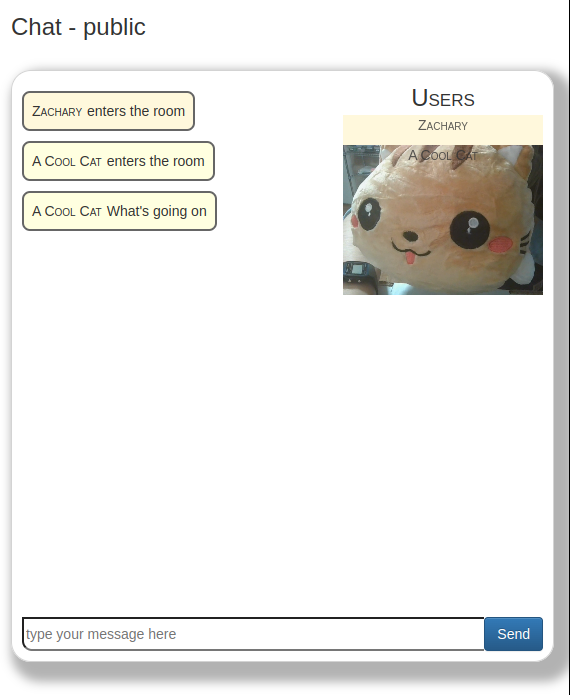 Chat - public
Users
Zachary enters the room
Zachary
A Cool Cat enters the room
A Cool Cat
A Cool Cat What's going on
type your message here
Send